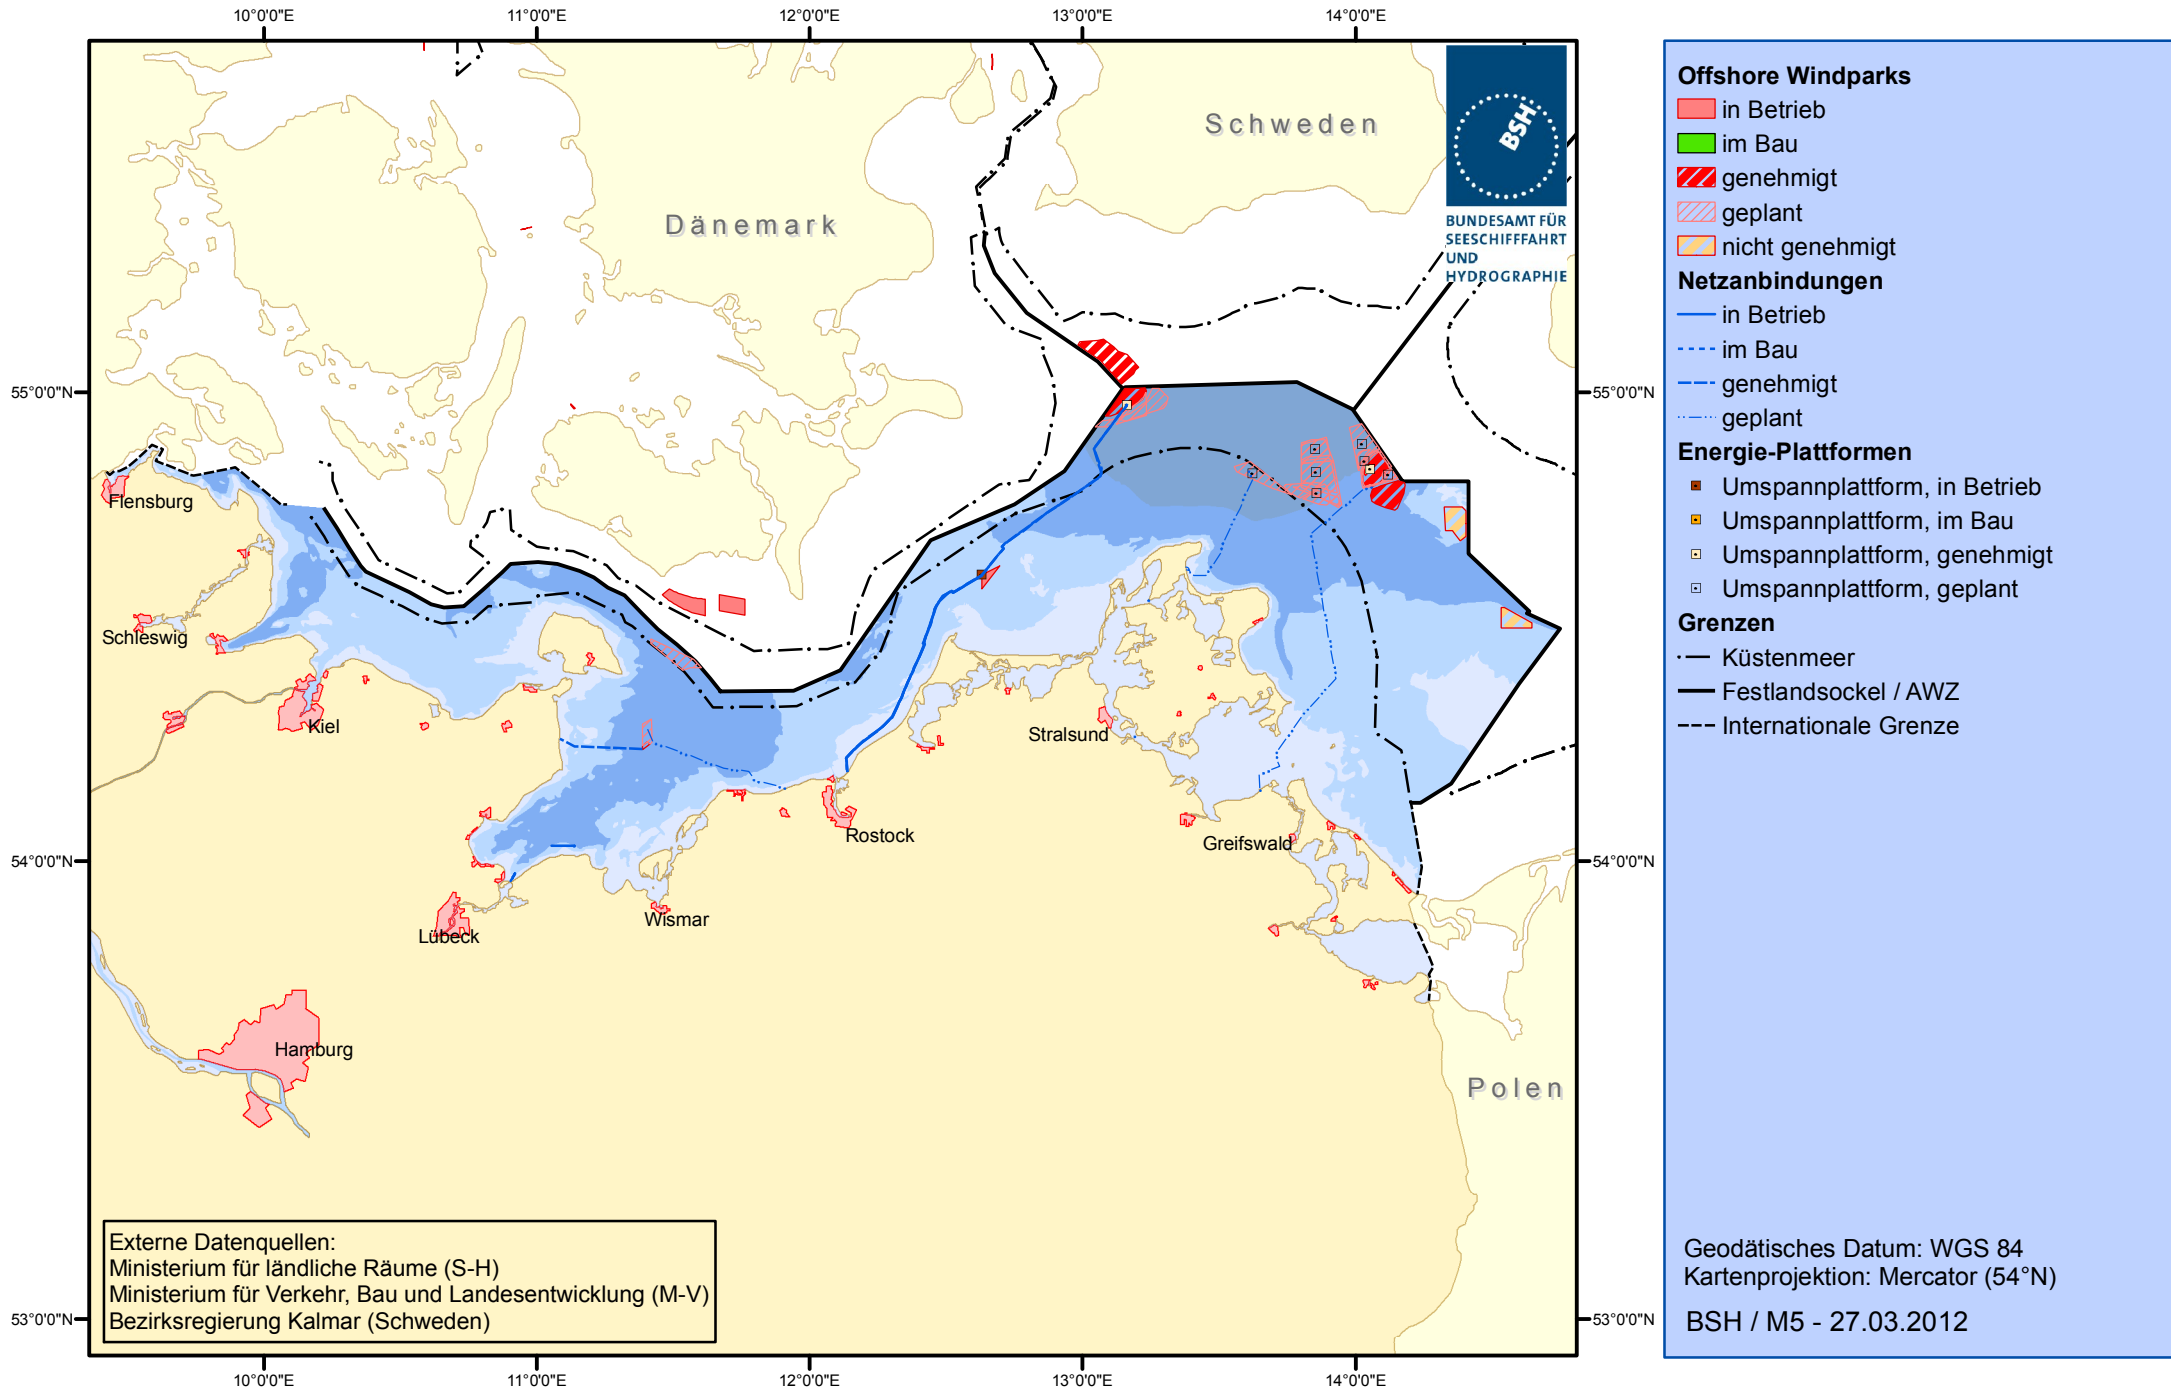 10°0'0"E
11°0'0"E
12°0'0"E
13°0'0"E
14°0'0"E
Schweden
Dänemark
BSH
BUNDESAMT FÜR
SEESCHIFFFAHRT
UND
HYDROGRAPHIE
55°0'0"N
55°0'0"N
Flensburg
Schleswig
Kiel
Stralsund
Rostock
Greifswald
54°0'0"N
54°0'0"N
Wismar
Lübeck
Hamburg
Polen
Externe Datenquellen:
Ministerium für ländliche Räume (S-H)
Ministerium für Verkehr, Bau und Landesentwicklung (M-V)
Bezirksregierung Kalmar (Schweden)
53°0'0"N
53°0'0"N
10°0'0"E
11°0'0"E
12°0'0"E
13°0'0"E
14°0'0"E
Offshore Windparks
in Betrieb
im Bau
genehmigt
geplant
nicht genehmigt
Netzanbindungen
in Betrieb
im Bau
genehmigt
geplant
Energie-Plattformen
Umspannplattform, in Betrieb
Umspannplattform, im Bau
Umspannplattform, genehmigt
Umspannplattform, geplant
Grenzen
Küstenmeer
Festlandsockel / AWZ
Internationale Grenze
Geodätisches Datum: WGS 84
Kartenprojektion: Mercator (54°N)
BSH / M5 - 27.03.2012